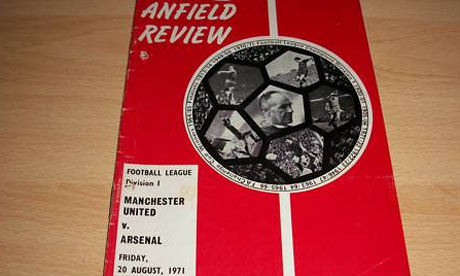 ANFIELD
REVIEW
FOOTBALL LEAGUE
Division I
MANCHESTER
UNITED
v.
ARSENAL
FRIDAY,
20 AUGUST, 1971